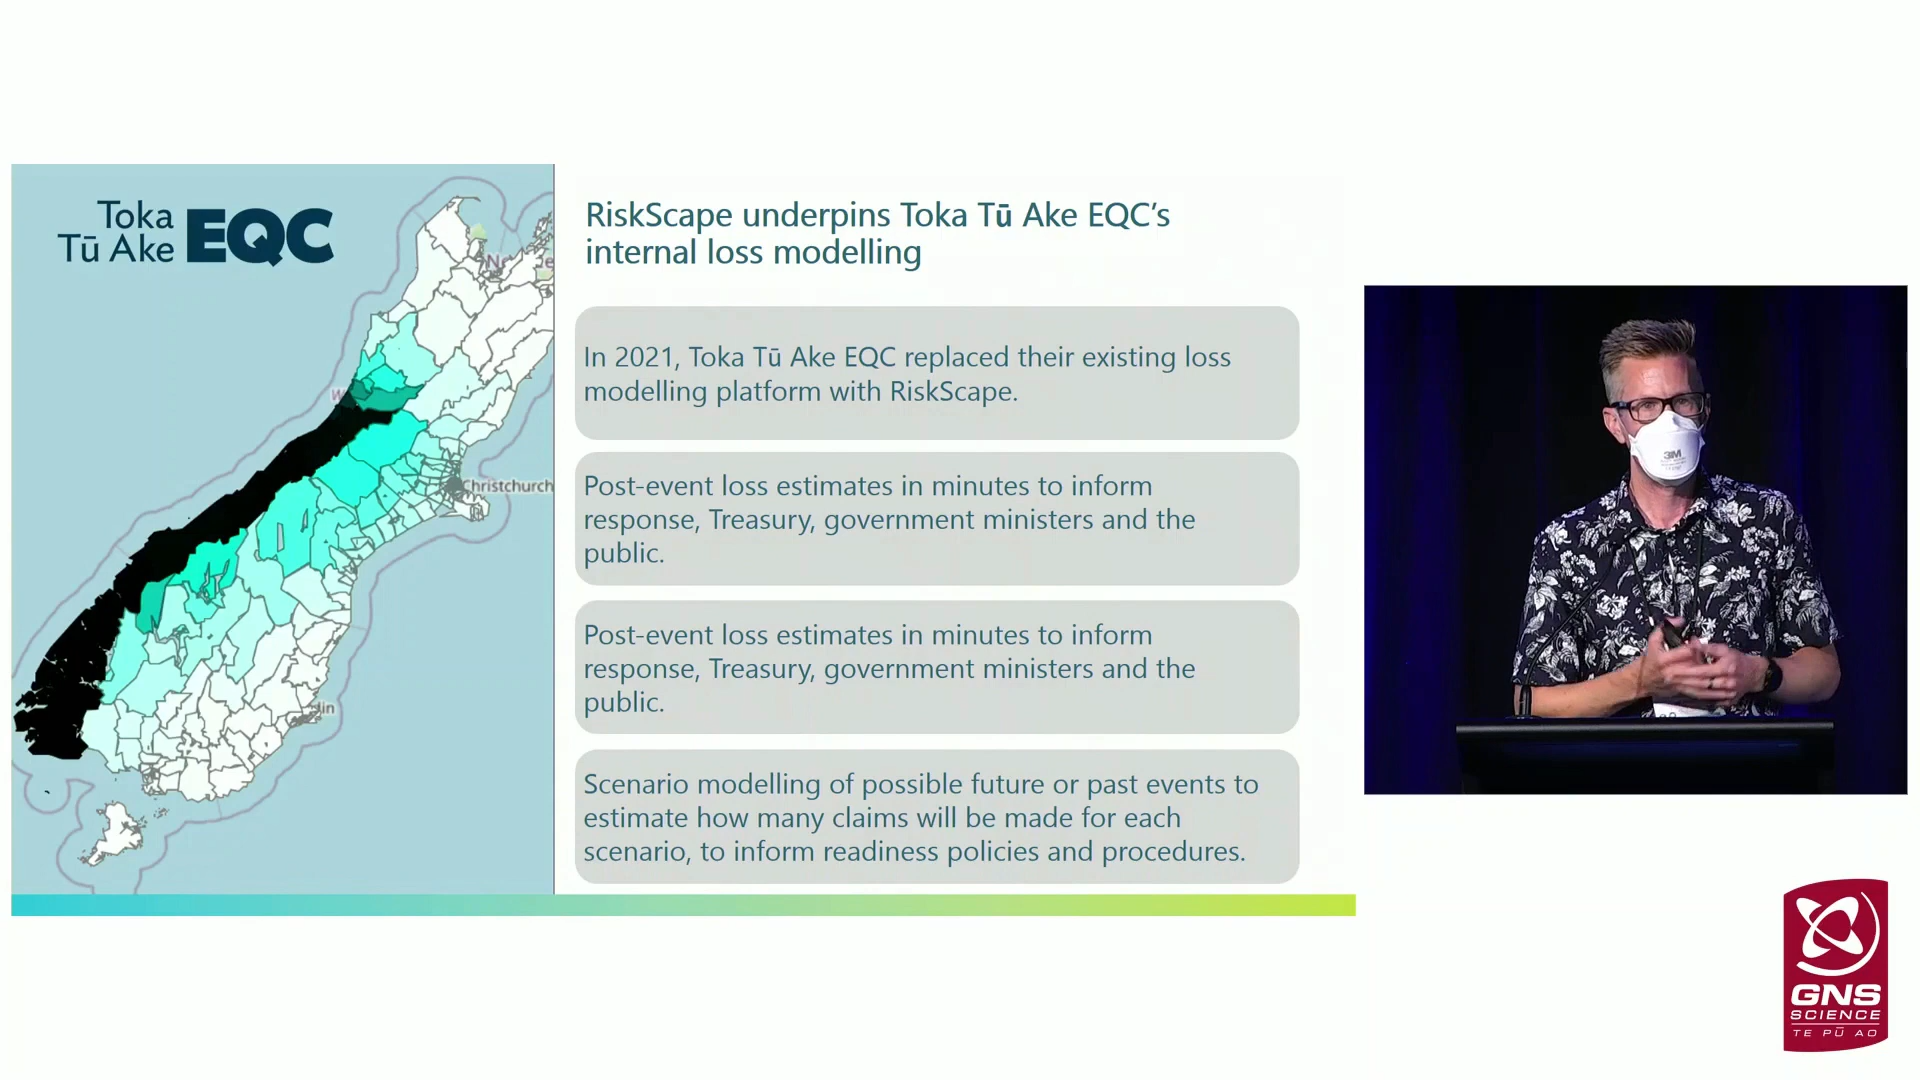 Toka
Tū Ake EQC
Christchurch
RiskScape underpins Toka Tū Ake EQC’s
internal loss modelling
In 2021, Toka Tū Ake EQC replaced their existing loss
modelling platform with RiskScape.
Post-event loss estimates in minutes to inform
response, Treasury, government ministers and the
public.
Post-event loss estimates in minutes to inform
response, Treasury, government ministers and the
public.
Scenario modelling of possible future or past events to
estimate how many claims will be made for each
scenario, to inform readiness policies and procedures.
3M
GNS
SCIENCE
TE PŪ AO